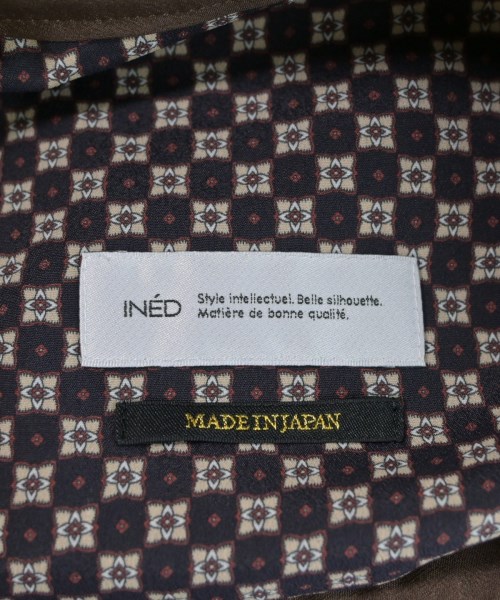 INÉD
Style intellectuel. Belle silhouette.
Matière de bonne qualité.
MADE IN JAPAN